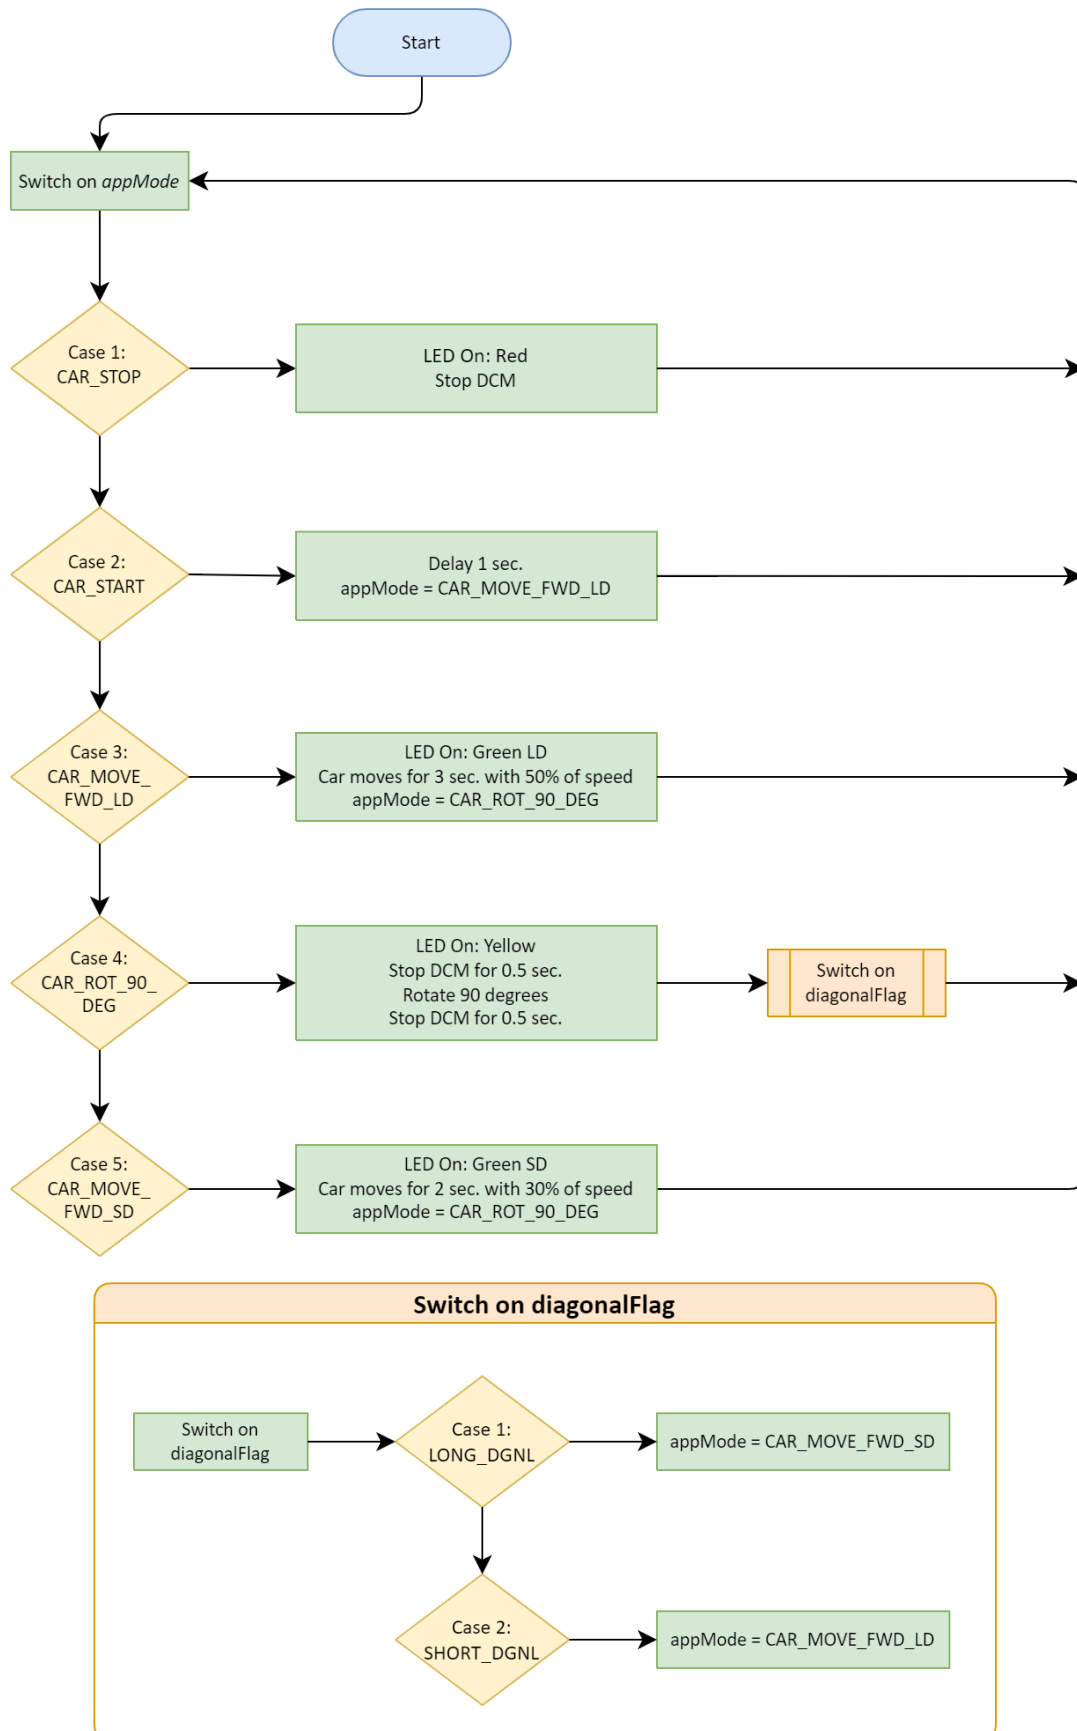 Start
Switch on appMode
Case 1:
CAR_STOP
LED On: Red
Stop DCM
Case 2:
CAR_START
Delay 1 sec.
appMode = CAR_MOVE_FWD_LD
Case 3:
CAR_MOVE_
FWD_LD
LED On: Green LD
Car moves for 3 sec. with 50% of speed
appMode = CAR_ROT_90_DEG
Case 4:
CAR_ROT_90_
DEG
LED On: Yellow
Stop DCM for 0.5 sec.
Rotate 90 degrees
Stop DCM for 0.5 sec.
Switch on
diagonalFlag
Case 5:
CAR_MOVE_
FWD_SD
LED On: Green SD
Car moves for 2 sec. with 30% of speed
appMode = CAR_ROT_90_DEG
Switch on diagonalFlag
Switch on
diagonalFlag
Case 1:
LONG_DGNL
appMode = CAR_MOVE_FWD_SD
Case 2:
SHORT_DGNL
appMode = CAR_MOVE_FWD_LD